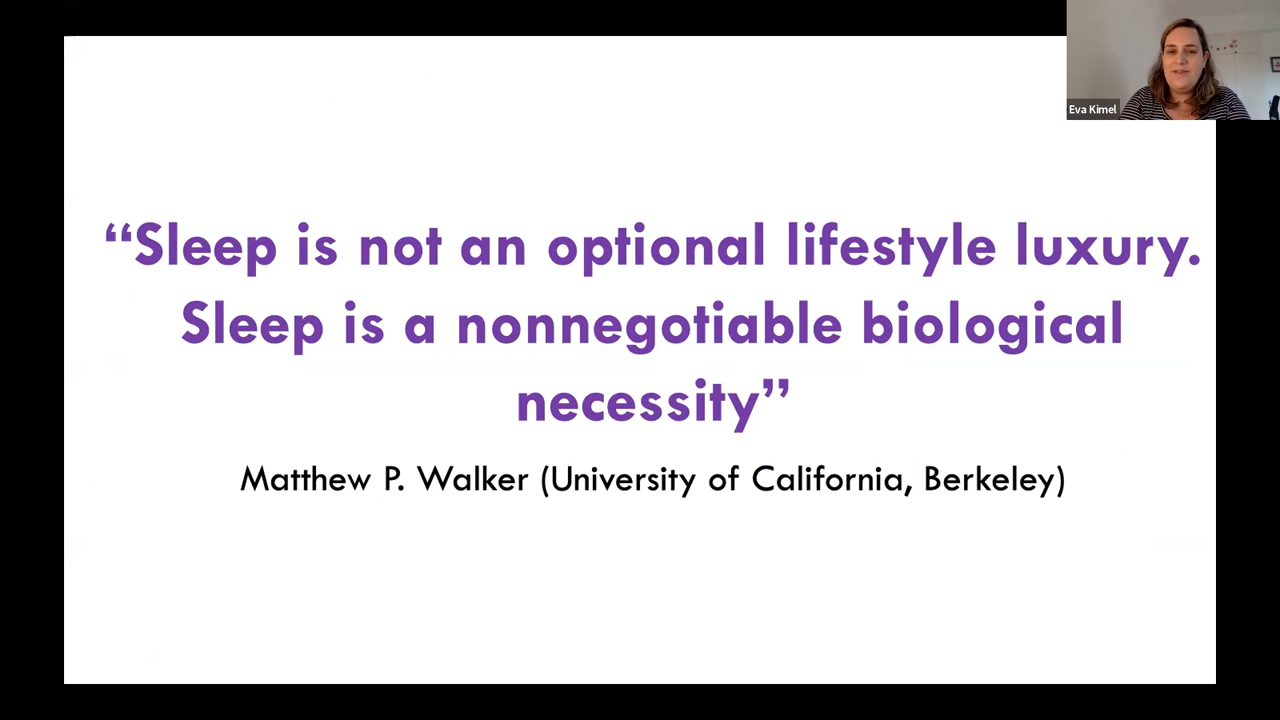 Eva Kimel
“Sleep is not an optional lifestyle luxury.
Sleep is a nonnegotiable biological
necessity”
Matthew P. Walker (University of California, Berkeley)